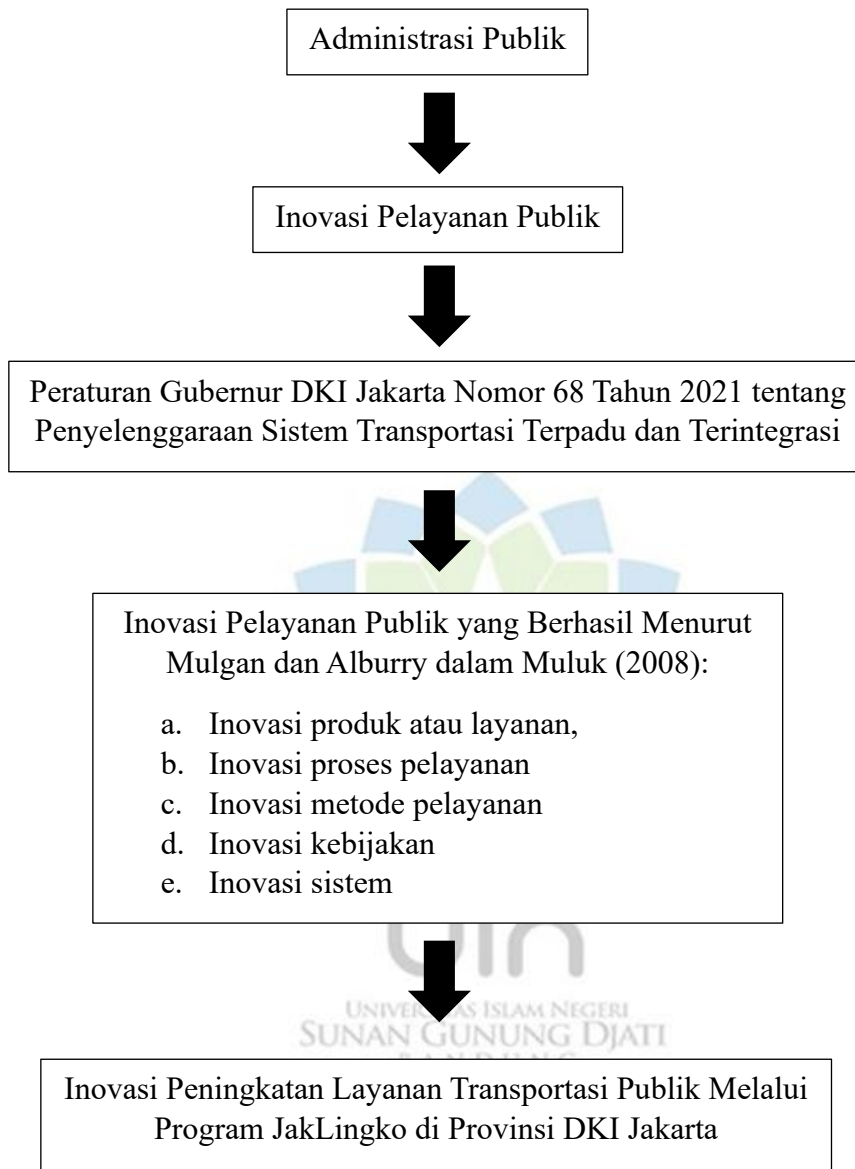 Administrasi Publik
Inovasi Pelayanan Publik
Peraturan Gubernur DKI Jakarta Nomor 68 Tahun 2021 tentang
Penyelenggaraan Sistem Transportasi Terpadu dan Terintegrasi
Inovasi Pelayanan Publik yang Berhasil Menurut
Mulgan dan Alburry dalam Muluk (2008):
a. Inovasi produk atau layanan,
b. Inovasi proses pelayanan
c. Inovasi metode pelayanan
d. Inovasi kebijakan
e. Inovasi sistem
uin
ISLAM NEGERI
SUNAN GUNUNG DJATI
Inovasi Peningkatan Layanan Transportasi Publik Melalui
Program JakLingko di Provinsi DKI Jakarta